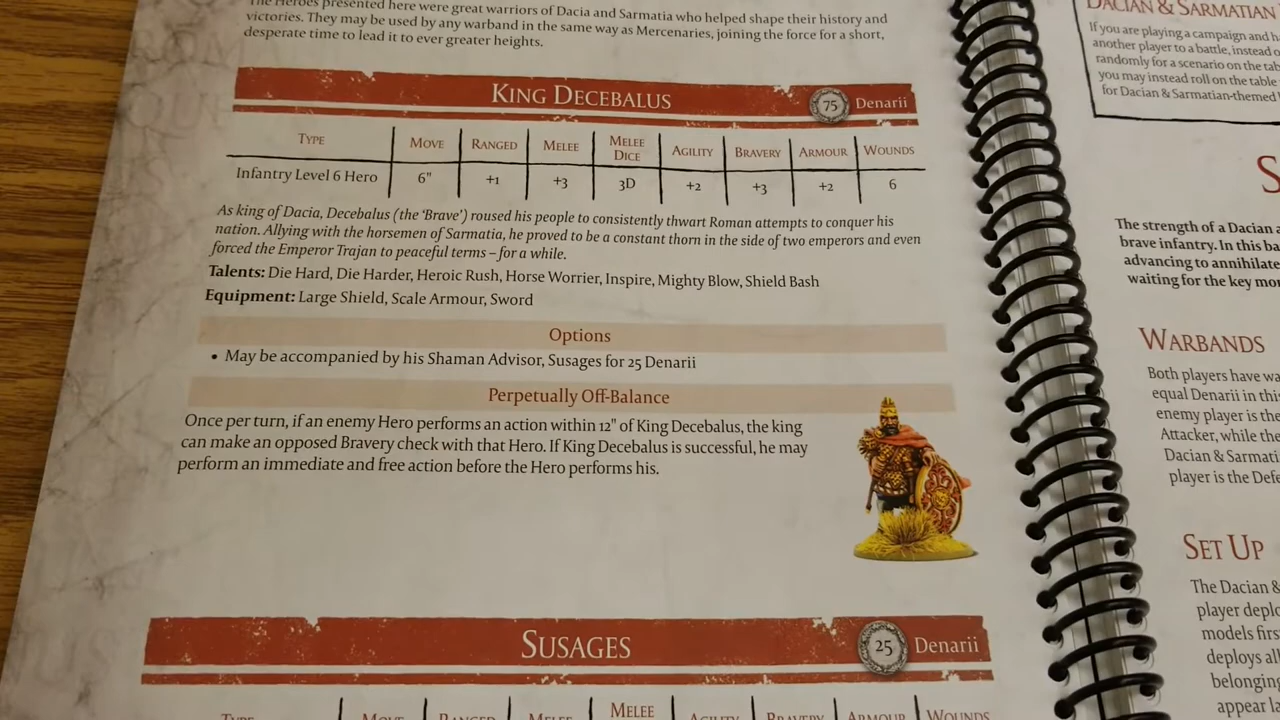 The Heroes presented here were great warriors of Dacia and Sarmatia who helped shape their history and
victories. They may be used by any warband in the same way as Mercenaries, joining the force for a short,
desperate time to lead it to ever greater heights.
KING DECEBALUS
75 Denarii
TYPE MOVE RANGED MELEE MELEE DICE AGILITY BRAVERY ARMOUR WOUNDS
Infantry Level 6 Hero 6" +1 +3 3D +2 +3 +2 6
As king of Dacia, Decebalus (the 'Brave') roused his people to consistently thwart Roman attempts to conquer his
nation. Allying with the horsemen of Sarmatia, he proved to be a constant thorn in the side of two emperors and even
forced the Emperor Trajan to peaceful terms – for a while.
Talents: Die Hard, Die Harder, Heroic Rush, Horse Worrier, Inspire, Mighty Blow, Shield Bash
Equipment: Large Shield, Scale Armour, Sword
Options
• May be accompanied by his Shaman Advisor, Susages for 25 Denarii
Perpetually Off-Balance
Once per turn, if an enemy Hero performs an action within 12" of King Decebalus, the king
can make an opposed Bravery check with that Hero. If King Decebalus is successful, he may
perform an immediate and free action before the Hero performs his.
SUSAGES
25 Denarii
TYPE MOVE RANGED MELEE MELEE AGILITY BRAVERY ARMOUR WOUNDS
DACIAN & SARMATIAN
If you are playing a campaign and
another player to a battle, instead
randomly for a scenario on the
you may instead roll on the table
for Dacian & Sarmatian-themed
S
The strength of a Dacian
brave infantry. In this
advancing to annihilate
waiting for the key
WARBANDS
Both players have
equal Denarii in
enemy player is the
Attacker, while the
Dacian &
player is the
SET UP
The Dacian &
player
models
deploys
belonging
appear